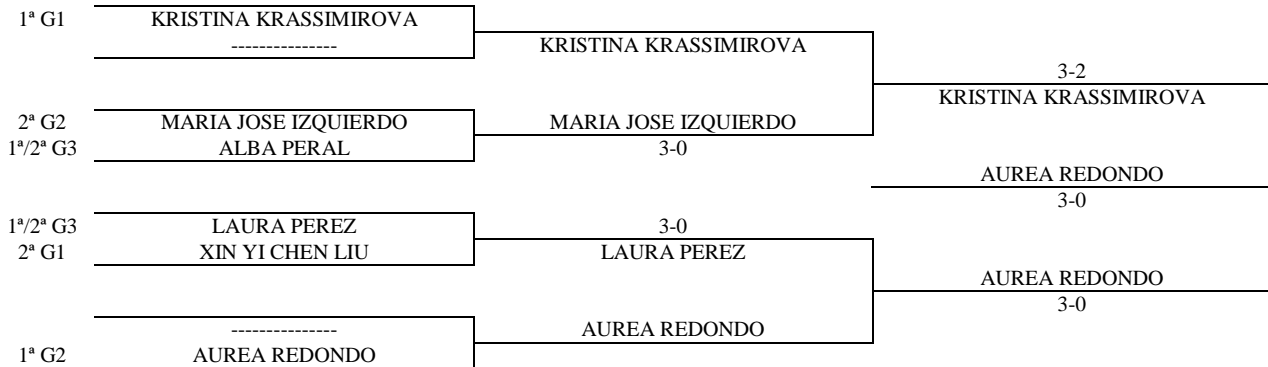 1ª G1 KRISTINA KRASSIMIROVA
--------------- KRISTINA KRASSIMIROVA
3-2
KRISTINA KRASSIMIROVA
2ª G2 MARIA JOSE IZQUIERDO MARIA JOSE IZQUIERDO
1ª/2ª G3 ALBA PERAL 3-0
AUREA REDONDO
3-0
1ª/2ª G3 LAURA PEREZ 3-0
2ª G1 XIN YI CHEN LIU LAURA PEREZ
AUREA REDONDO
3-0
--------------- AUREA REDONDO
1ª G2 AUREA REDONDO